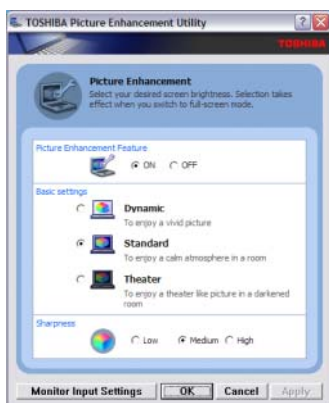 TOSHIBA Picture Enhancement Utility
TOSHIBA
Picture Enhancement
Select your desired screen brightness. Selection takes
effect when you switch to full-screen mode.
Picture Enhancement Feature
ON OFF
Basic settings
Dynamic
To enjoy a vivid picture
Standard
To enjoy a calm atmosphere in a room
Theater
To enjoy a theater like picture in a darkened
room
Sharpness
Low Medium High
Monitor Input Settings OK Cancel Apply